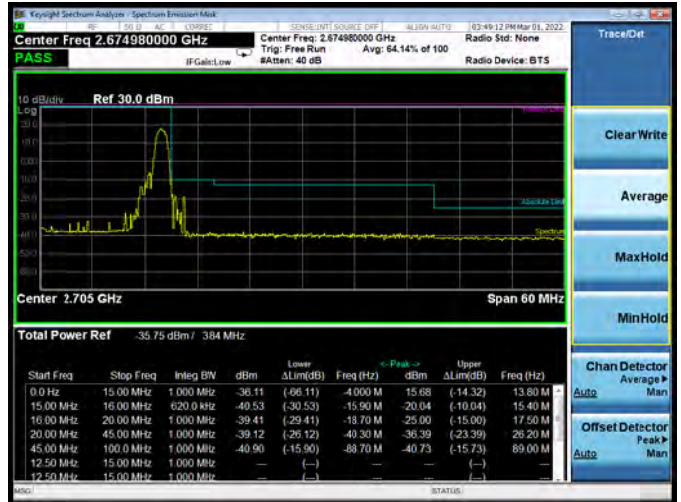 Keysight Spectrum Analyzer - Spectrum Emission Mask
RF 50 Ω AC CORREC SENSE:INT SOURCE OFF ALIGN AUTO 03:49:12 PM Mar 01, 2022
Center Freq 2.674980000 GHz Center Freq: 2.674980000 GHz Radio Std: None Trace/Det
Trig: Free Run Avg: 64.14% of 100
PASS IFGain:Low #Atten: 40 dB Radio Device: BTS
10 dB/div Ref 30.0 dBm
Log
Clear Write
Average
Absolute Limit
Spectrum
MaxHold
Center 2.705 GHz Span 60 MHz
MinHold
Total Power Ref -35.75 dBm / 384 MHz
Lower <- Peak -> Upper
Start Freq Stop Freq Integ BW dBm ΔLim(dB) Freq (Hz) dBm ΔLim(dB) Freq (Hz)
0.0 Hz 15.00 MHz 1.000 MHz -36.11 (-66.11) -4.000 M 15.68 (-14.32) 13.80 M
15.00 MHz 16.00 MHz 620.0 kHz -40.53 (-30.53) -15.90 M -20.04 (-10.04) 15.40 M
16.00 MHz 20.00 MHz 1.000 MHz -39.41 (-29.41) -18.70 M -25.00 (-15.00) 17.50 M
20.00 MHz 45.00 MHz 1.000 MHz -39.12 (-26.12) -40.30 M -36.39 (-23.39) 26.20 M
45.00 MHz 100.0 MHz 1.000 MHz -40.90 (-15.90) -88.70 M -40.73 (-15.73) 89.00 M
12.50 MHz 15.00 MHz 1.000 MHz --- (---) --- --- (---) ---
12.50 MHz 15.00 MHz 1.000 MHz --- (---) --- --- (---) ---
Chan Detector
Average
Auto Man
Offset Detector
Peak
Auto Man
MSG STATUS